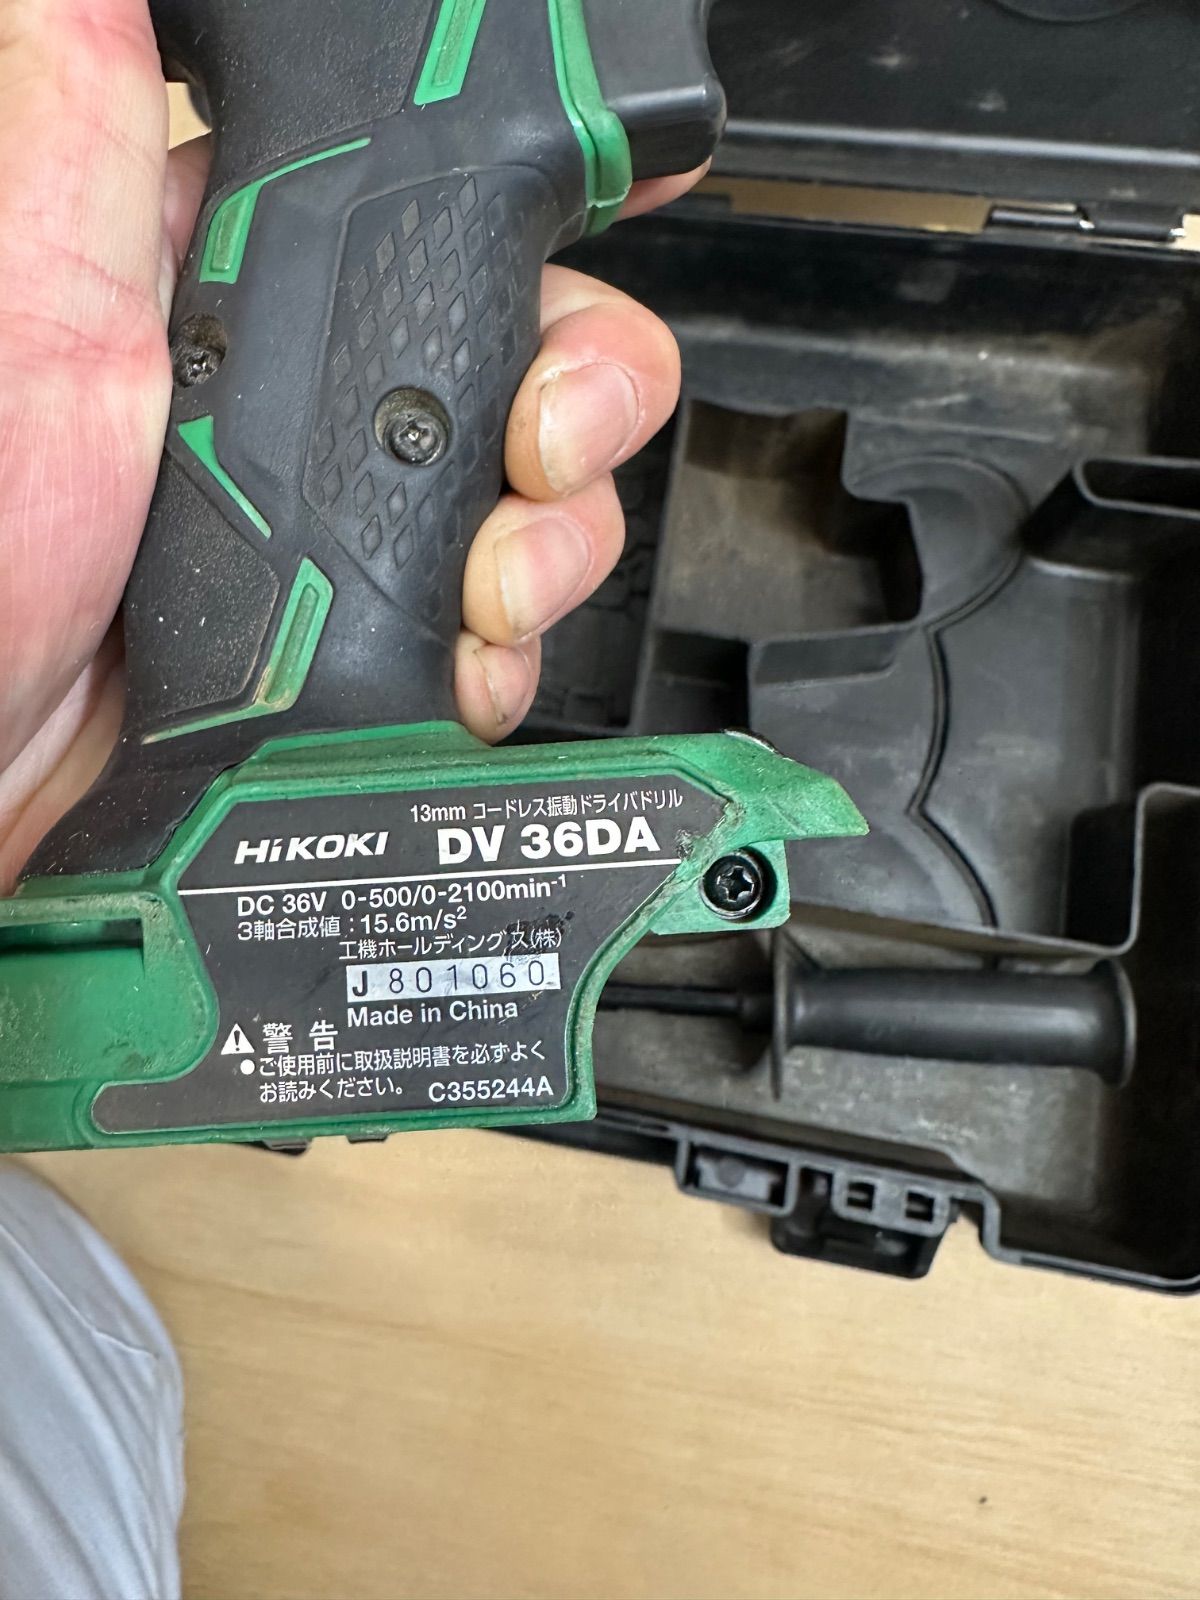 13mm コードレス振動ドライバドリル
HiKOKI DV 36DA
DC 36V 0-500/0-2100min-1
3軸合成値：15.6m/s2
工機ホールディングス(株)
J 801060
Made in China
⚠ 警告
●ご使用前に取扱説明書を必ずよく
お読みください。 C355244A